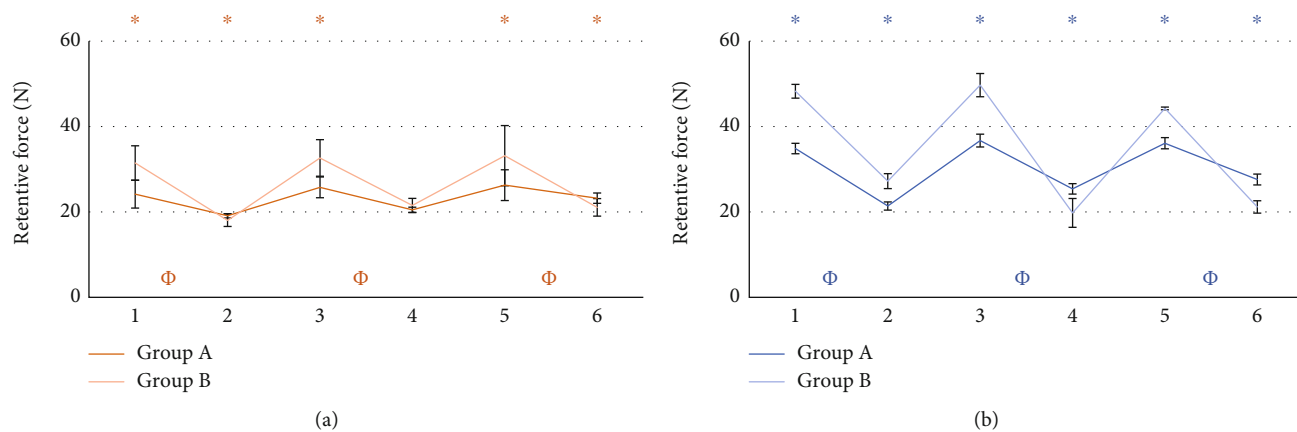 * * * * *
60
40
20
0
Retentive force (N)
Φ Φ Φ
1 2 3 4 5 6
Group A
Group B
(a)
* * * * * *
60
40
20
0
Retentive force (N)
Φ Φ Φ
1 2 3 4 5 6
Group A
Group B
(b)